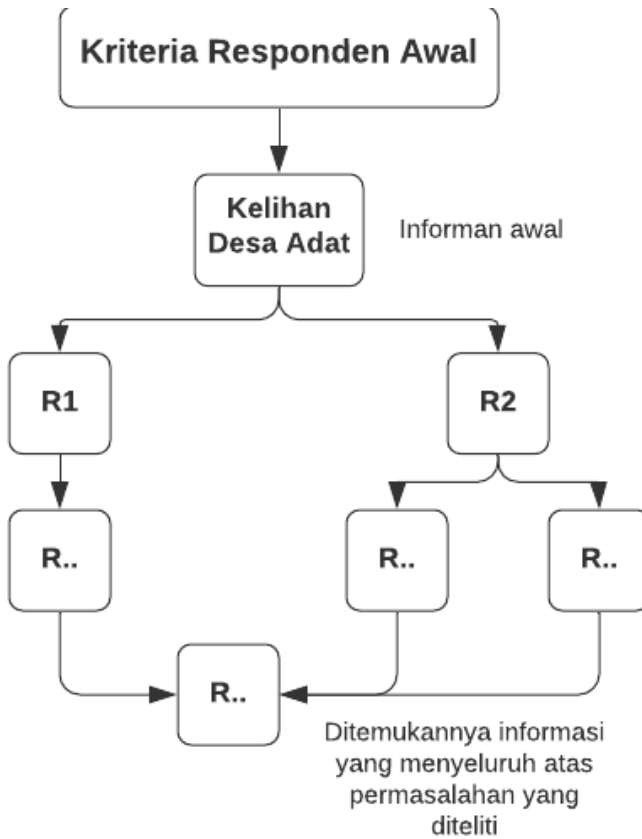 Kriteria Responden Awal
Kelihan
Desa Adat
Informan awal
R1
R2
R..
R..
R..
R..
Ditemukannya informasi
yang menyeluruh atas
permasalahan yang
diteliti